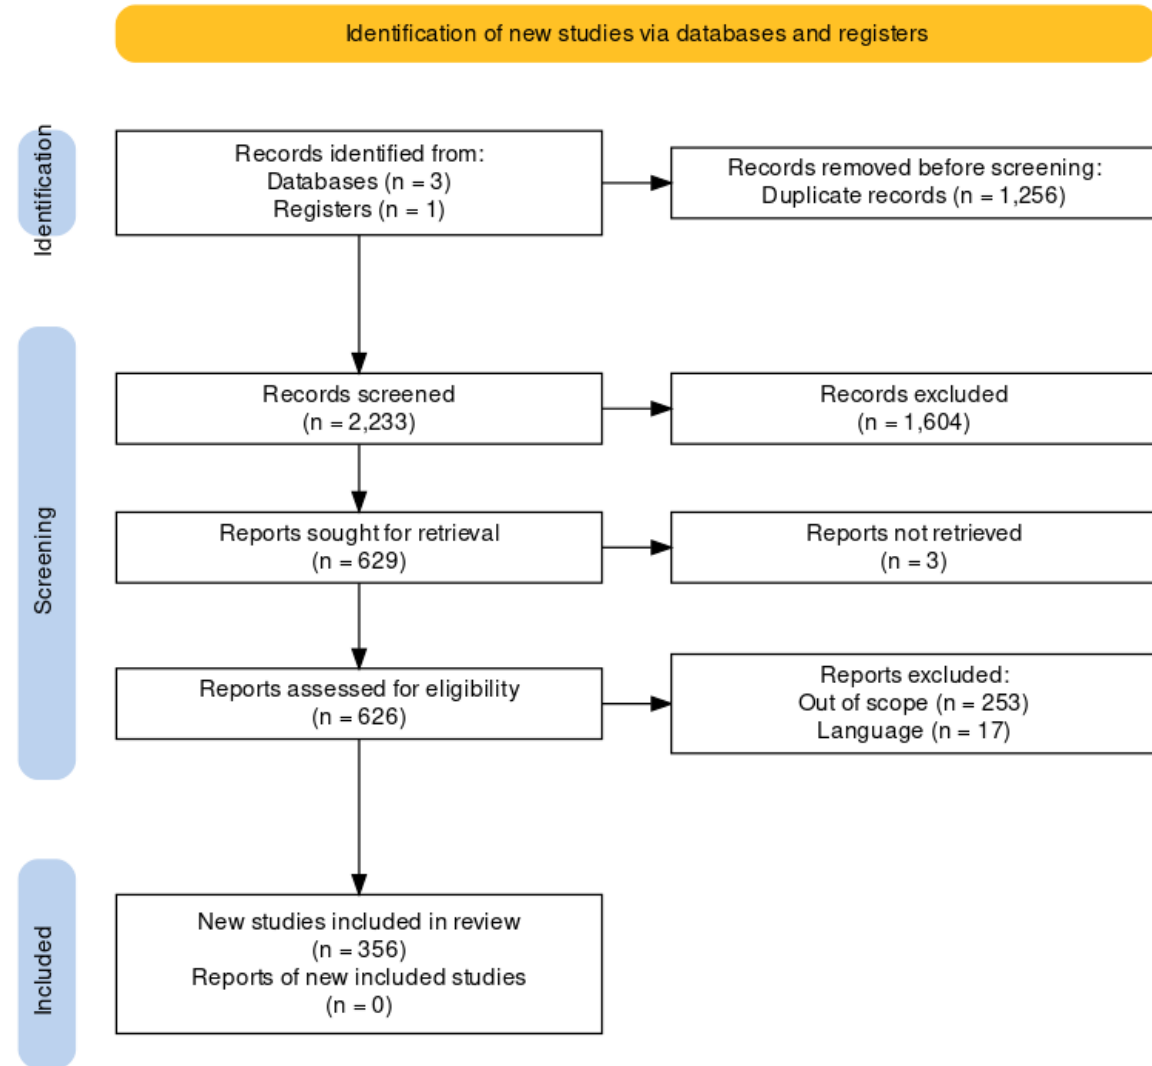 Identification of new studies via databases and registers
Identification
Records identified from:
Databases (n = 3)
Registers (n = 1)
Records removed before screening:
Duplicate records (n = 1,256)
Screening
Records screened
(n = 2,233)
Records excluded
(n = 1,604)
Reports sought for retrieval
(n = 629)
Reports not retrieved
(n = 3)
Reports assessed for eligibility
(n = 626)
Reports excluded:
Out of scope (n = 253)
Language (n = 17)
Included
New studies included in review
(n = 356)
Reports of new included studies
(n = 0)